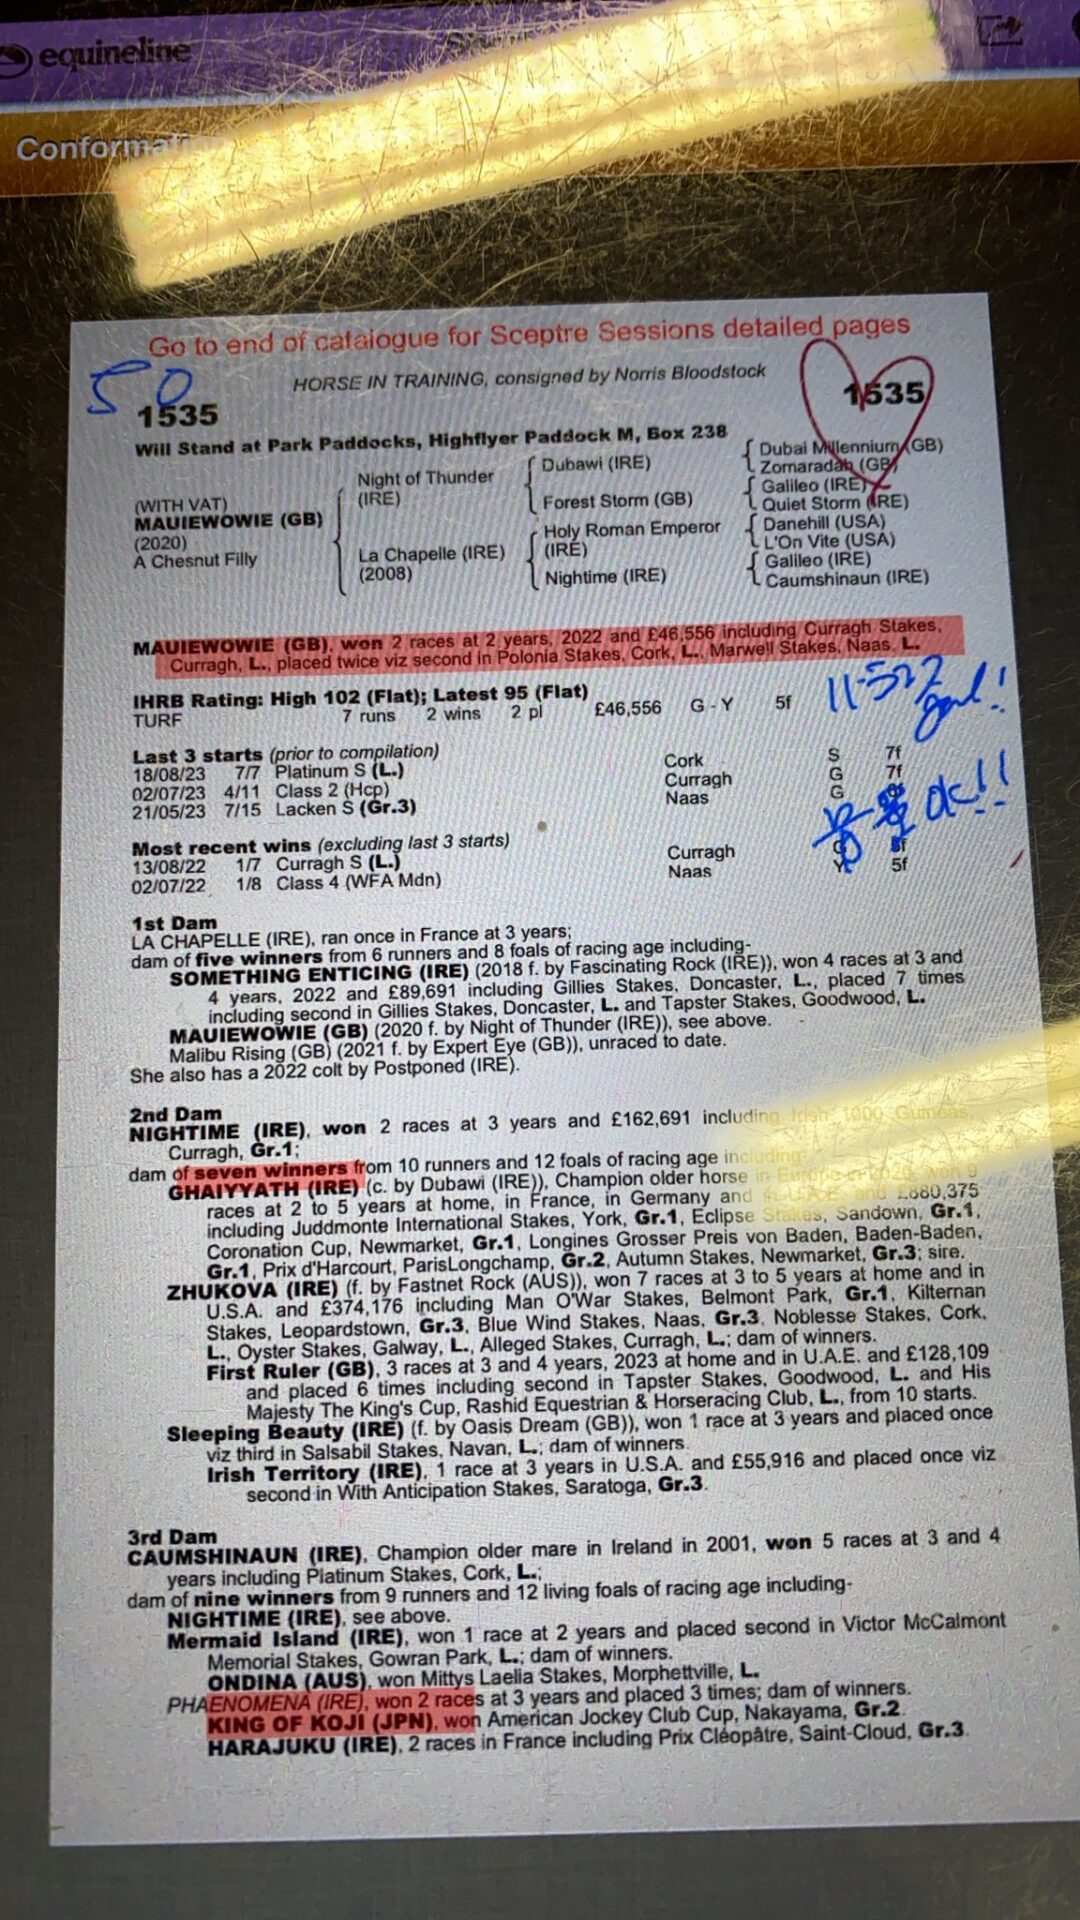 equineline
Go to end of catalogue for Sceptre Sessions detailed pages
50
HORSE IN TRAINING, consigned by Norris Bloodstock
1535 1535
Will Stand at Park Paddocks, Highflyer Paddock M, Box 238
(WITH VAT)
MAUIEWOWIE (GB)
(2020)
A Chesnut Filly
Night of Thunder
(IRE)
La Chapelle (IRE)
(2008)
Dubawi (IRE)
Forest Storm (GB)
Holy Roman Emperor
(IRE)
Nightime (IRE)
Dubai Millennium (GB)
Zomaradah (GB)
Galileo (IRE)
Quiet Storm (IRE)
Danehill (USA)
L'On Vite (USA)
Galileo (IRE)
Caumshinaun (IRE)
MAUIEWOWIE (GB), won 2 races at 2 years, 2022 and £46,556 including Curragh Stakes,
Curragh, L., placed twice viz second in Polonia Stakes, Cork, L., Marwell Stakes, Naas, L.
IHRB Rating: High 102 (Flat); Latest 95 (Flat)
TURF 7 runs 2 wins 2 pl £46,556 G - Y 5f
Last 3 starts (prior to compilation)
18/08/23 7/7 Platinum S (L.) Cork S 7f
02/07/23 4/11 Class 2 (Hcp) Curragh G 7f
21/05/23 7/15 Lacken S (Gr.3) Naas G
ok!!
Most recent wins (excluding last 3 starts)
13/08/22 1/7 Curragh S (L.) Curragh G 5f
02/07/22 1/8 Class 4 (WFA Mdn) Naas Y 5f
1st Dam
LA CHAPELLE (IRE), ran once in France at 3 years;
dam of five winners from 6 runners and 8 foals of racing age including-
SOMETHING ENTICING (IRE) (2018 f. by Fascinating Rock (IRE)), won 4 races at 3 and
4 years, 2022 and £89,691 including Gillies Stakes, Doncaster, L., placed 7 times
including second in Gillies Stakes, Doncaster, L. and Tapster Stakes, Goodwood, L.
MAUIEWOWIE (GB) (2020 f. by Night of Thunder (IRE)), see above.
Malibu Rising (GB) (2021 f. by Expert Eye (GB)), unraced to date.
She also has a 2022 colt by Postponed (IRE).
2nd Dam
NIGHTIME (IRE), won 2 races at 3 years and £162,691 including Irish 1000 Guineas,
Curragh, Gr.1;
dam of seven winners from 10 runners and 12 foals of racing age including-
GHAIYYATH (IRE) (c. by Dubawi (IRE)), Champion older horse in Europe in 2020, won 9
races at 2 to 5 years at home, in France, in Germany and in U.A.E. and £880,375
including Juddmonte International Stakes, York, Gr.1, Eclipse Stakes, Sandown, Gr.1,
Coronation Cup, Newmarket, Gr.1, Longines Grosser Preis von Baden, Baden-Baden,
Gr.1, Prix d'Harcourt, ParisLongchamp, Gr.2, Autumn Stakes, Newmarket, Gr.3; sire.
ZHUKOVA (IRE) (f. by Fastnet Rock (AUS)), won 7 races at 3 to 5 years at home and in
U.S.A. and £374,176 including Man O'War Stakes, Belmont Park, Gr.1, Kilternan
Stakes, Leopardstown, Gr.3, Blue Wind Stakes, Naas, Gr.3, Noblesse Stakes, Cork,
L., Oyster Stakes, Galway, L., Alleged Stakes, Curragh, L.; dam of winners.
First Ruler (GB), 3 races at 3 and 4 years, 2023 at home and in U.A.E. and £128,109
and placed 6 times including second in Tapster Stakes, Goodwood, L. and His
Majesty The King's Cup, Rashid Equestrian & Horseracing Club, L., from 10 starts.
Sleeping Beauty (IRE) (f. by Oasis Dream (GB)), won 1 race at 3 years and placed once
viz third in Salsabil Stakes, Navan, L.; dam of winners.
Irish Territory (IRE), 1 race at 3 years in U.S.A. and £55,916 and placed once viz
second in With Anticipation Stakes, Saratoga, Gr.3.
3rd Dam
CAUMSHINAUN (IRE), Champion older mare in Ireland in 2001, won 5 races at 3 and 4
years including Platinum Stakes, Cork, L.;
dam of nine winners from 9 runners and 12 living foals of racing age including-
NIGHTIME (IRE), see above.
Mermaid Island (IRE), won 1 race at 2 years and placed second in Victor McCalmont
Memorial Stakes, Gowran Park, L.; dam of winners.
ONDINA (AUS), won Mittys Laelia Stakes, Morphettville, L.
PHAENOMENA (IRE), won 2 races at 3 years and placed 3 times; dam of winners.
KING OF KOJI (JPN), won American Jockey Club Cup, Nakayama, Gr.2.
HARAJUKU (IRE), 2 races in France including Prix Cléopâtre, Saint-Cloud, Gr.3.